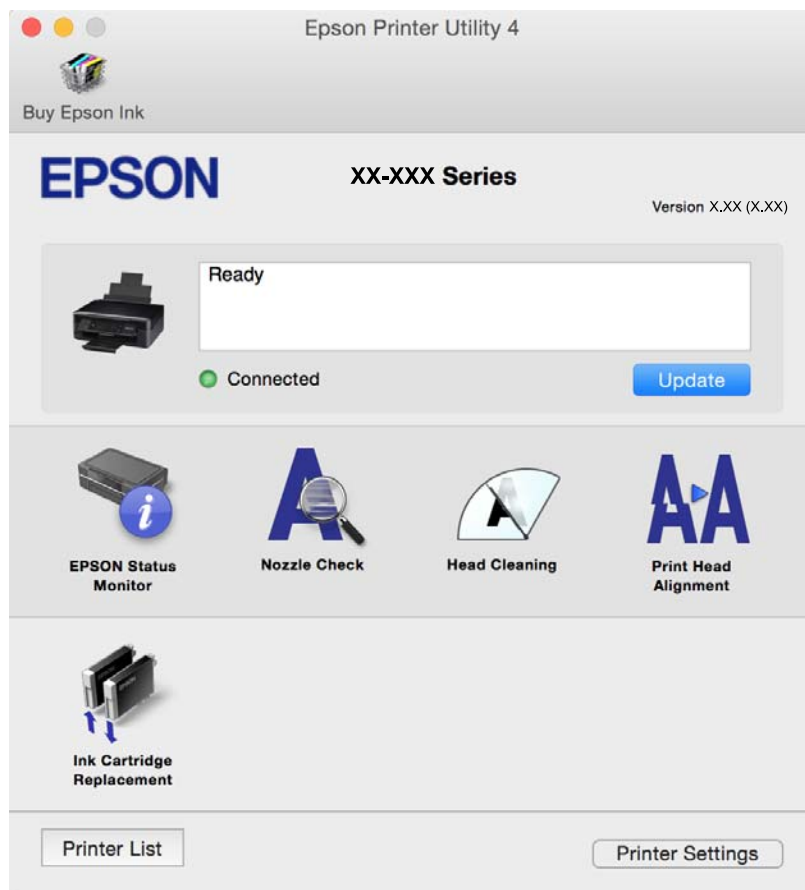 Epson Printer Utility 4
Buy Epson Ink
EPSON
XX-XXX Series
Version X.XX (X.XX)
Ready
Connected
Update
EPSON Status
Monitor
Nozzle Check
Head Cleaning
Print Head
Alignment
Ink Cartridge
Replacement
Printer List
Printer Settings